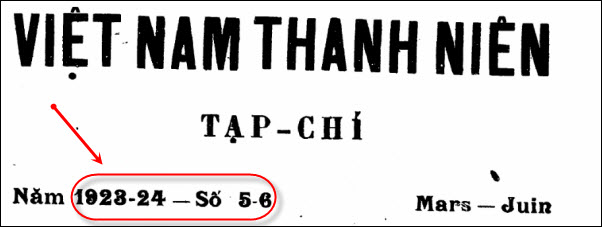 VIỆT NAM THANH NIÊN
TẠP-CHÍ
Năm 1923-24 — Số 5-6 Mars — Juin